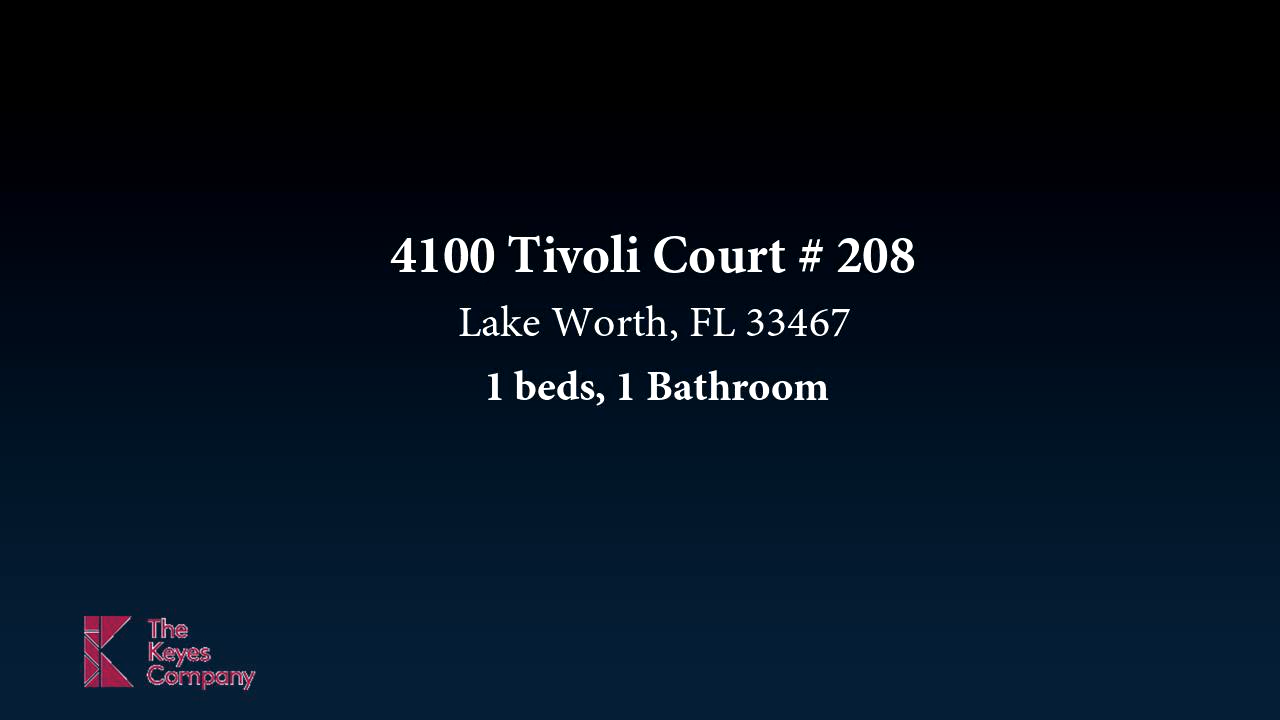 4100 Tivoli Court # 208
Lake Worth, FL 33467
1 beds, 1 Bathroom
The
Keyes
Company